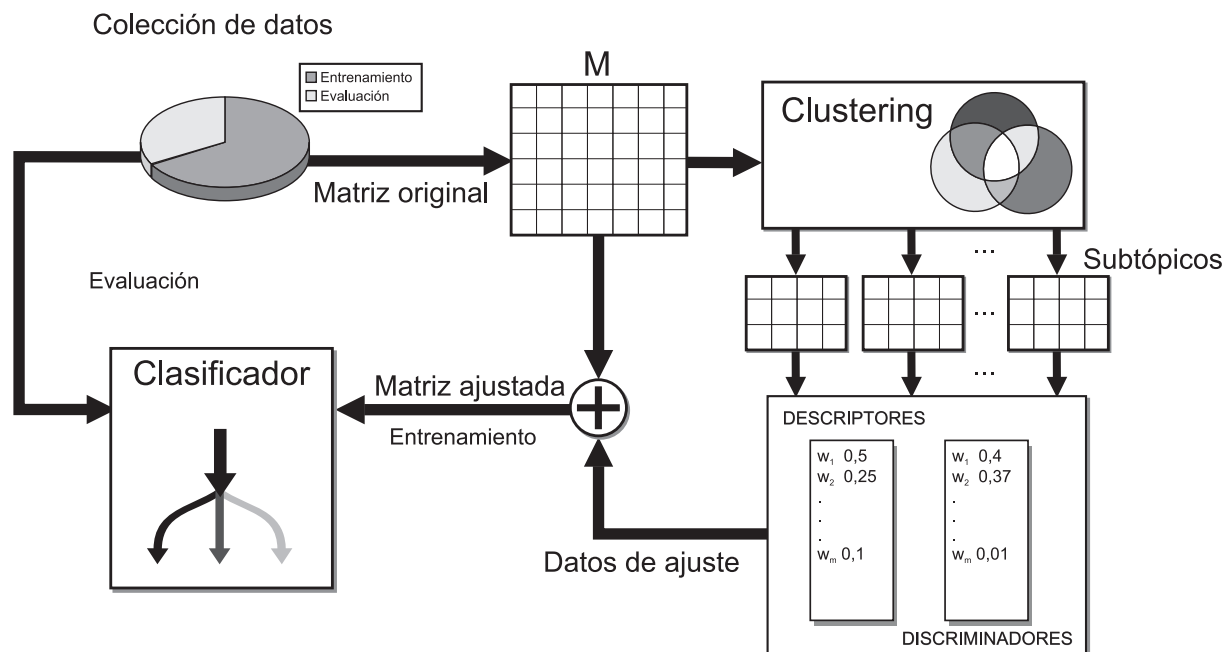 Colección de datos
Entrenamiento
Evaluación
M
Clustering
Matriz original
Subtópicos
...
...
...
Evaluación
Clasificador
Matriz ajustada
Entrenamiento
Datos de ajuste
DESCRIPTORES
w₁ 0,5
w₂ 0,25
.
.
.
wₘ 0,1
w₁ 0,4
w₂ 0,37
.
.
.
wₘ 0,01
DISCRIMINADORES